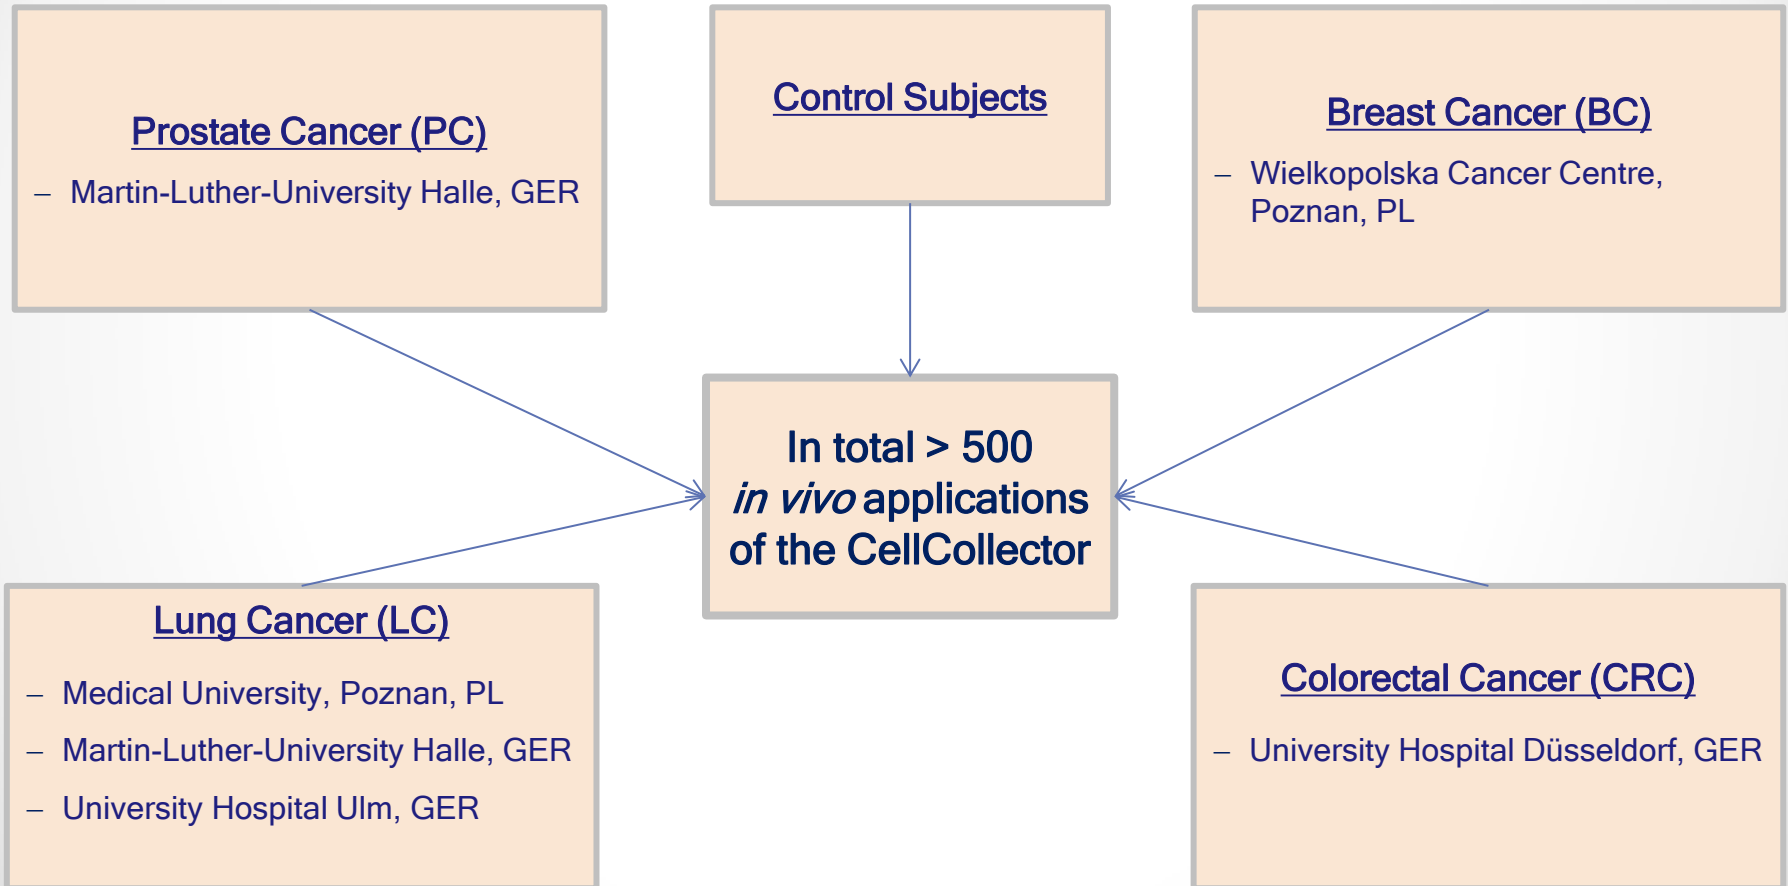 Prostate Cancer (PC)
– Martin-Luther-University Halle, GER
Control Subjects
Breast Cancer (BC)
– Wielkopolska Cancer Centre,
Poznan, PL
In total > 500
in vivo applications
of the CellCollector
Lung Cancer (LC)
– Medical University, Poznan, PL
– Martin-Luther-University Halle, GER
– University Hospital Ulm, GER
Colorectal Cancer (CRC)
– University Hospital Düsseldorf, GER